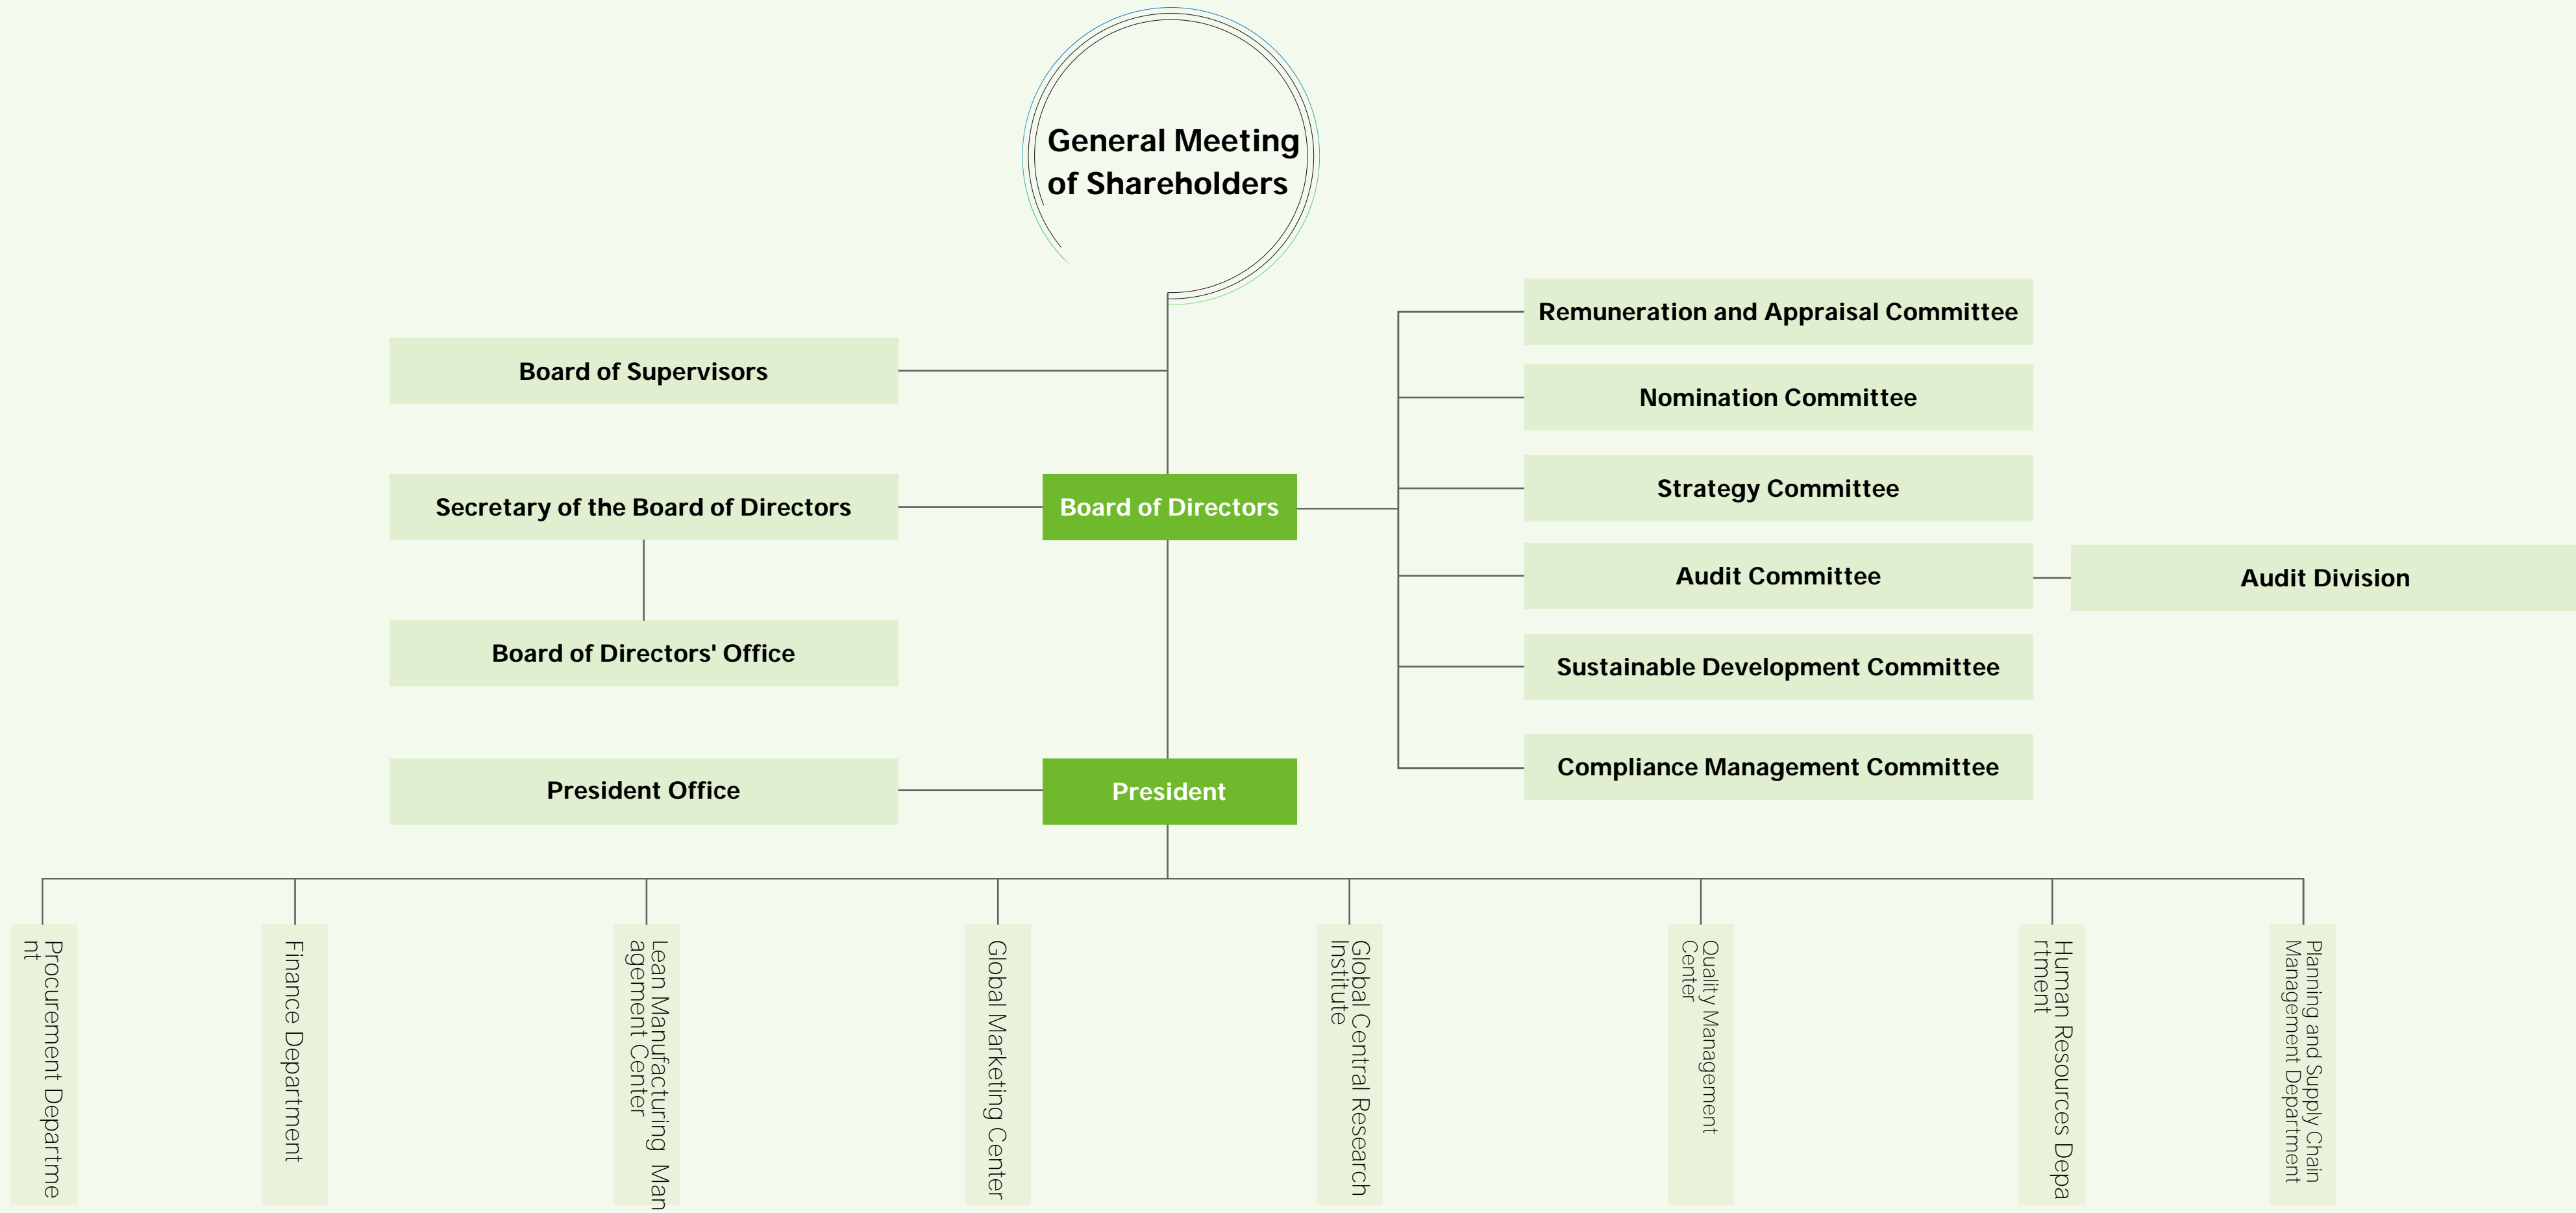 General Meeting
of Shareholders
Remuneration and Appraisal Committee
Board of Supervisors
Nomination Committee
Strategy Committee
Secretary of the Board of Directors
Board of Directors
Audit Committee
Audit Division
Board of Directors' Office
Sustainable Development Committee
Compliance Management Committee
President Office
President
Procurement Departme
nt
Finance Department
Lean Manufacturing Man
agement Center
Global Marketing Center
Global Central Research
Institute
Quality Management
Center
Human Resources Depa
rtment
Planning and Supply Chain
Management Department